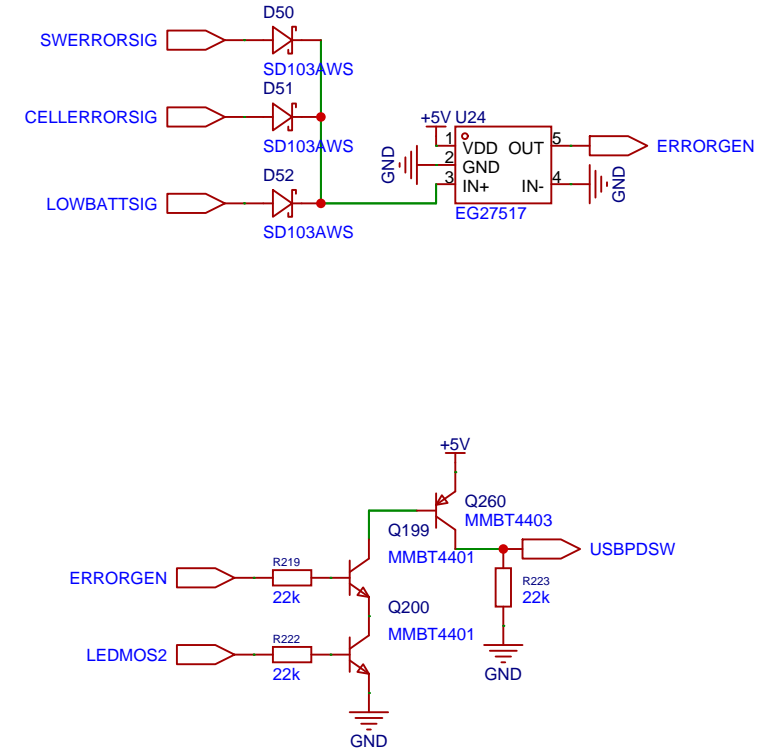 D50
SWERRORSIG
SD103AWS
D51
CELLERRORSIG
SD103AWS
D52
LOWBATTSIG
SD103AWS
+5V U24
1 VDD OUT 5
GND 2 GND
3 IN+ IN- 4 GND
EG27517
ERRORGEN
+5V
Q260
MMBT4403
Q199
MMBT4401
USBPDSW
R219
ERRORGEN
22k
R223
22k
Q200
MMBT4401
R222
LEDMOS2
22k
GND
GND